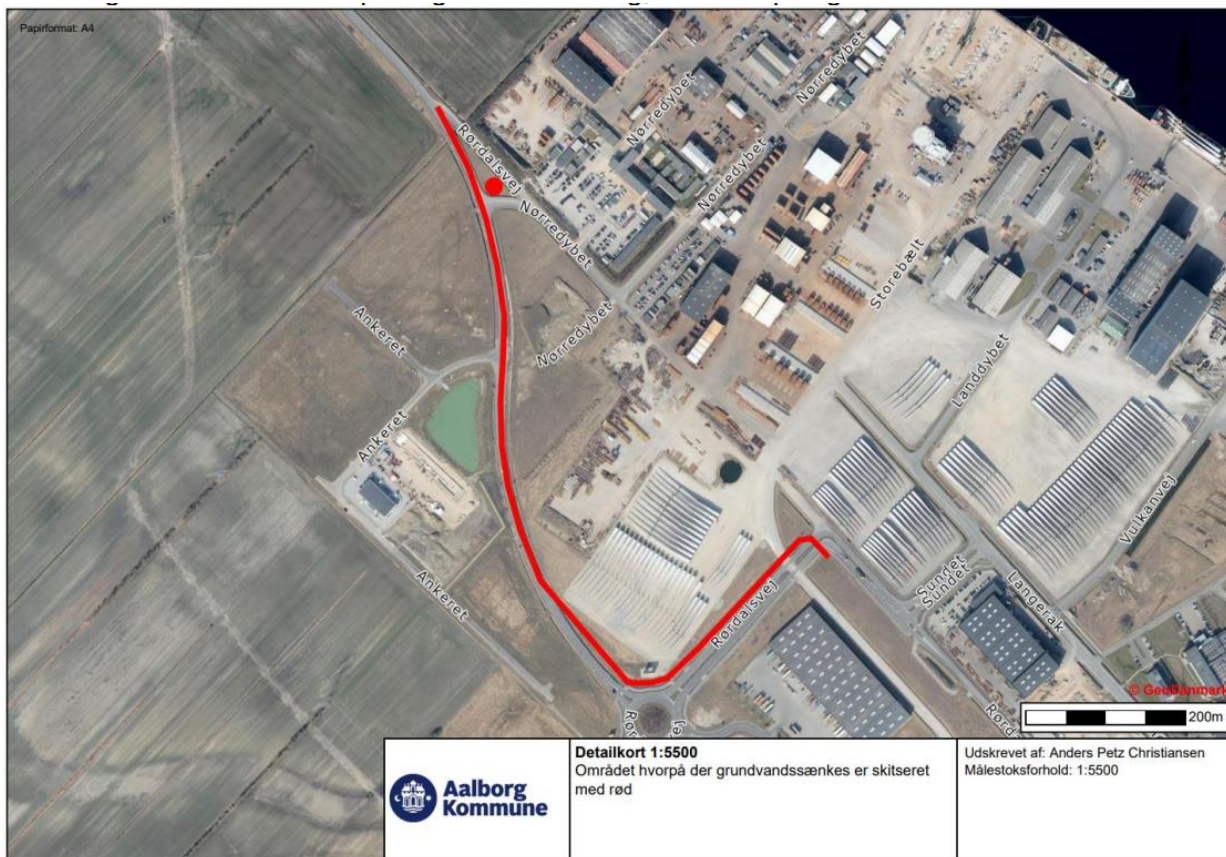 Papirformat: A4
Rørdalsvej
Nørredybet
Nørredybet
Nørredybet
Nørredybet
Nørredybet
Storebælt
Ankeret
Ankeret
Ankeret
Landdybet
Vulkanvej
Sundet
Sundet
Langerak
Rørdalsvej
© GeoDanmark
200m
Aalborg
Kommune
Detailkort 1:5500
Området hvorpå der grundvandssænkes er skitseret
med rød
Udskrevet af: Anders Petz Christiansen
Målestoksforhold: 1:5500